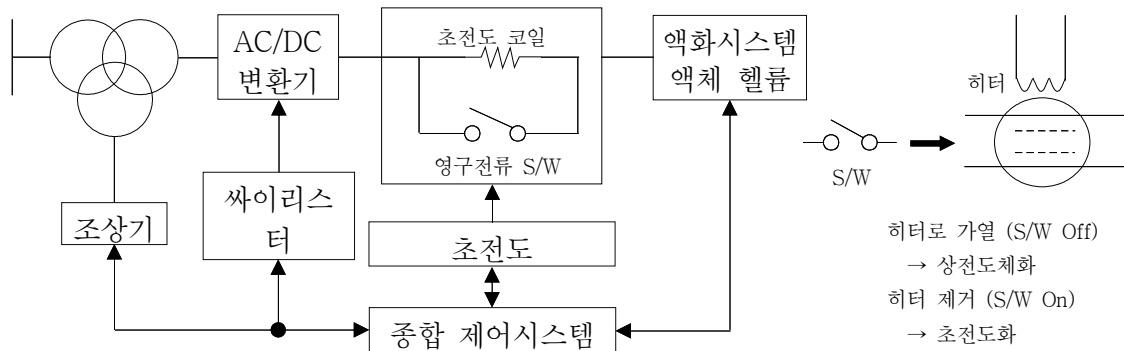 AC/DC
변환기
초전도 코일
영구전류 S/W
액화시스템
액체 헬륨
히터
S/W
조상기
싸이리스
터
초전도
종합 제어시스템
히터로 가열 (S/W Off)
→ 상전도체화
히터 제거 (S/W On)
→ 초전도화